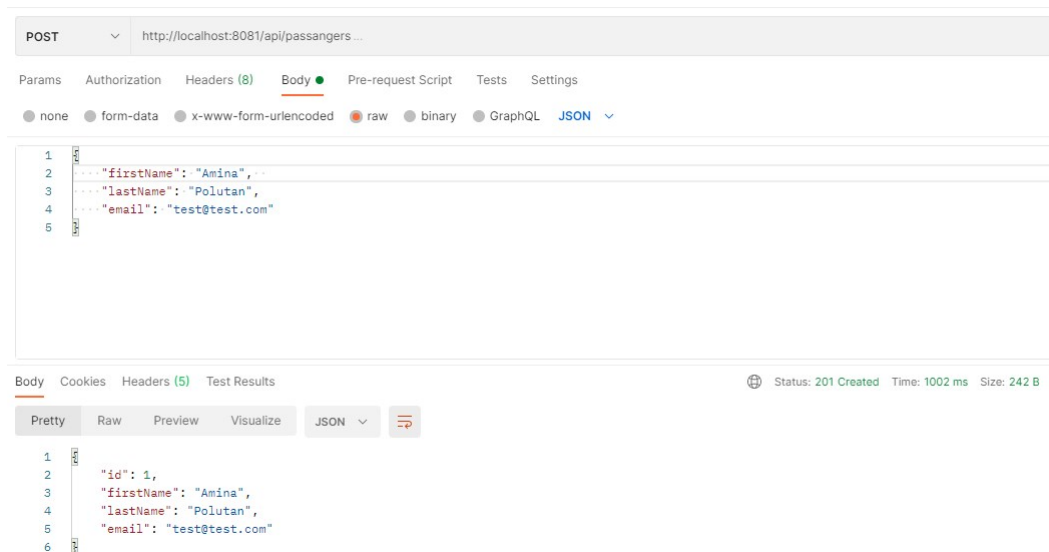 POST http://localhost:8081/api/passangers...
Params Authorization Headers (8) Body Pre-request Script Tests Settings
none form-data x-www-form-urlencoded raw binary GraphQL JSON
1 {
2 "firstName": "Amina",
3 "lastName": "Polutan",
4 "email": "test@test.com"
5 }
Body Cookies Headers (5) Test Results Status: 201 Created Time: 1002 ms Size: 242 B
Pretty Raw Preview Visualize JSON
1 {
2 "id": 1,
3 "firstName": "Amina",
4 "lastName": "Polutan",
5 "email": "test@test.com"
6 }